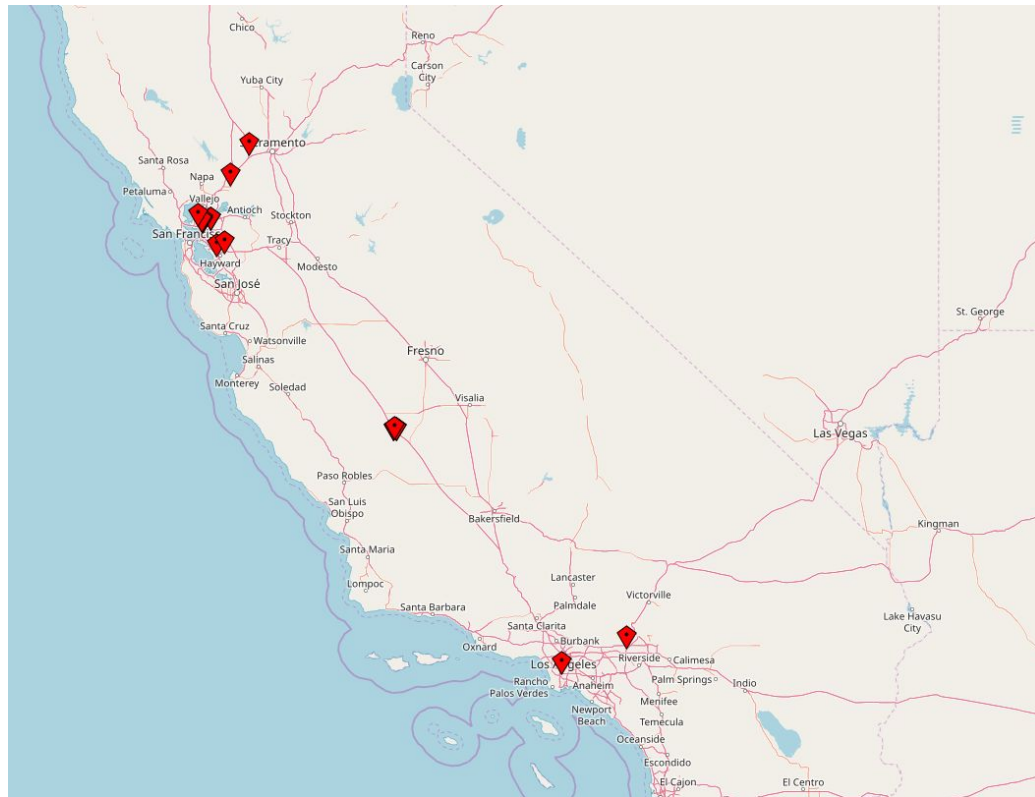 Chico
Reno
Carson
City
Yuba City
Sacramento
Santa Rosa
Napa
Petaluma
Vallejo
Antioch
Stockton
San Francisc
Tracy
Hayward
Modesto
San José
St. George
Santa Cruz
Watsonville
Salinas
Fresno
Monterey
Soledad
Visalia
Las Vegas
Paso Robles
San Luis
Obispo
Bakersfield
Kingman
Santa Maria
Lompoc
Lancaster
Palmdale
Victorville
Santa Barbara
Lake Havasu
City
Santa Clarita
Oxnard
Burbank
Los Angeles
Riverside
Calimesa
Rancho
Palos Verdes
Anaheim
Palm Springs
Indio
Newport
Beach
Menifee
Temecula
Oceanside
Escondido
El Cajon
El Centro